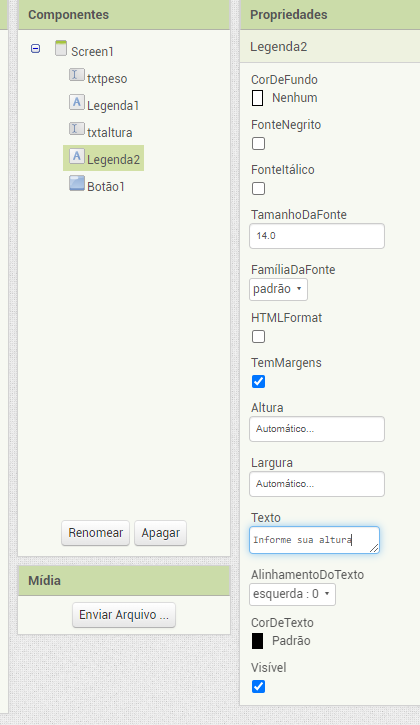 Componentes
Screen1
txtpeso
Legenda1
txtaltura
Legenda2
Botão1
Renomear
Apagar
Mídia
Enviar Arquivo ...
Propriedades
Legenda2
CorDeFundo
Nenhum
FonteNegrito
FonteItálico
TamanhoDaFonte
14.0
FamíliaDaFonte
padrão
HTMLFormat
TemMargens
Altura
Automático...
Largura
Automático...
Texto
Informe sua altura
AlinhamentoDoTexto
esquerda : 0
CorDeTexto
Padrão
Visível